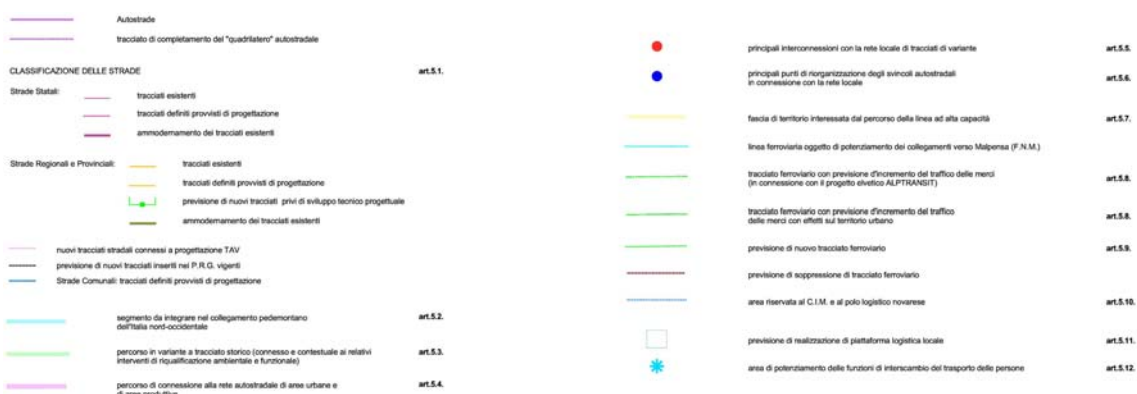 Autostrade
tracciato di completamento del "quadrilatero" autostradale
CLASSIFICAZIONE DELLE STRADE art.5.1.
Strade Statali:
tracciati esistenti
tracciati definiti provvisti di progettazione
ammodernamento dei tracciati esistenti
Strade Regionali e Provinciali:
tracciati esistenti
tracciati definiti provvisti di progettazione
previsione di nuovi tracciati privi di sviluppo tecnico progettuale
ammodernamento dei tracciati esistenti
nuovi tracciati stradali connessi a progettazione TAV
previsione di nuovi tracciati inseriti nei P.R.G. vigenti
Strade Comunali: tracciati definiti provvisti di progettazione
segmento da integrare nel collegamento pedemontano art.5.2.
dell'Italia nord-occidentale
percorso in variante a tracciato storico (connesso e contestuale ai relativi art.5.3.
interventi di riqualificazione ambientale e funzionale)
percorso di connessione alla rete autostradale di aree urbane e art.5.4.
di aree produttive
principali interconnessioni con la rete locale di tracciati di variante art.5.5.
principali punti di riorganizzazione degli svincoli autostradali art.5.6.
in connessione con la rete locale
fascia di territorio interessata dal percorso della linea ad alta capacità art.5.7.
linea ferroviaria oggetto di potenziamento dei collegamenti verso Malpensa (F.N.M.)
tracciato ferroviario con previsione d'incremento del traffico delle merci art.5.8.
(in connessione con il progetto elvetico ALPTRANSIT)
tracciato ferroviario con previsione d'incremento del traffico art.5.8.
delle merci con effetti sul territorio urbano
previsione di nuovo tracciato ferroviario art.5.9.
previsione di soppressione di tracciato ferroviario
area riservata al C.I.M. e al polo logistico novarese art.5.10.
previsione di realizzazione di piattaforma logistica locale art.5.11.
area di potenziamento delle funzioni di interscambio del trasporto delle persone art.5.12.